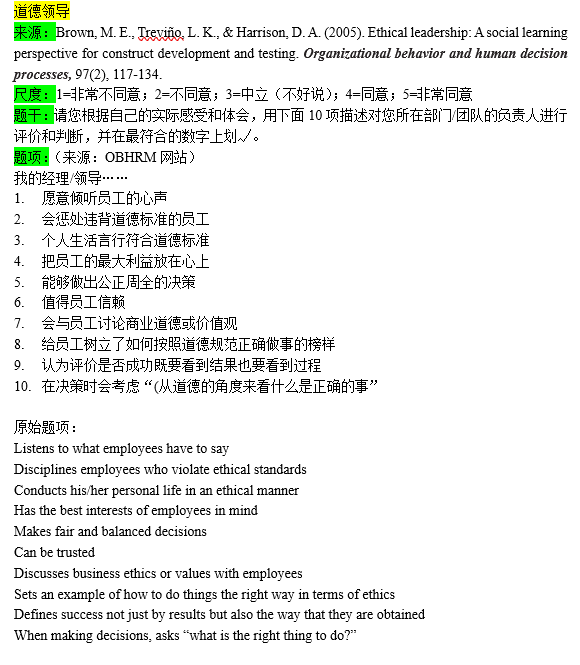 道德领导
来源：Brown, M. E., Treviño, L. K., & Harrison, D. A. (2005). Ethical leadership: A social learning
perspective for construct development and testing. Organizational behavior and human decision
processes, 97(2), 117-134.
尺度：1=非常不同意；2=不同意；3=中立（不好说）；4=同意；5=非常同意
题干：请您根据自己的实际感受和体会，用下面 10 项描述对您所在部门/团队的负责人进行
评价和判断，并在最符合的数字上划√。
题项：（来源：OBHRM 网站）
我的经理/领导……
1. 愿意倾听员工的心声
2. 会惩处违背道德标准的员工
3. 个人生活言行符合道德标准
4. 把员工的最大利益放在心上
5. 能够做出公正周全的决策
6. 值得员工信赖
7. 会与员工讨论商业道德或价值观
8. 给员工树立了如何按照道德规范正确做事的榜样
9. 认为评价是否成功既要看到结果也要看到过程
10. 在决策时会考虑“(从道德的角度来看什么是正确的事”
原始题项：
Listens to what employees have to say
Disciplines employees who violate ethical standards
Conducts his/her personal life in an ethical manner
Has the best interests of employees in mind
Makes fair and balanced decisions
Can be trusted
Discusses business ethics or values with employees
Sets an example of how to do things the right way in terms of ethics
Defines success not just by results but also the way that they are obtained
When making decisions, asks “what is the right thing to do?”